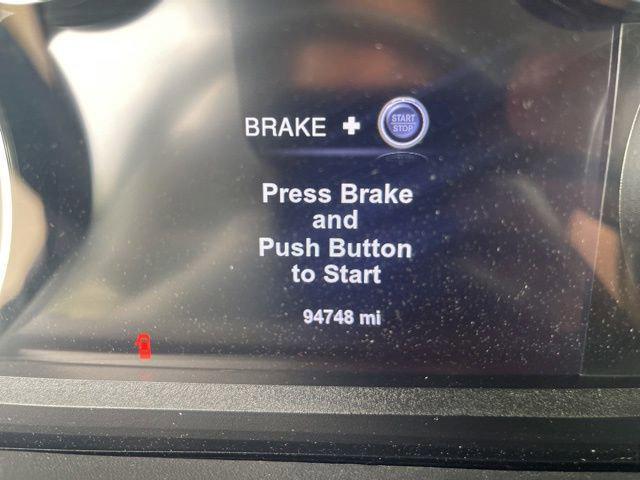 BRAKE + START
STOP
Press Brake
and
Push Button
to Start
94748 mi